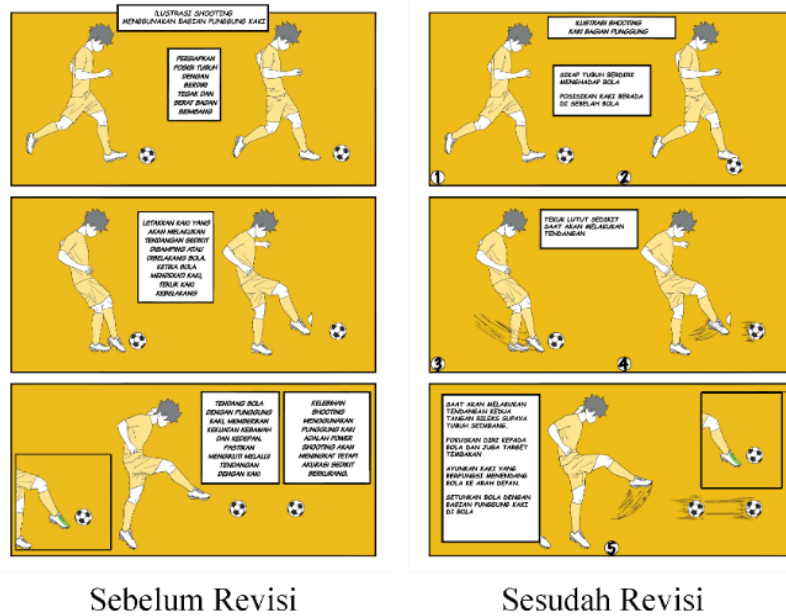 ILUSTRASI SHOOTING
MENGGUNAKAN BAGIAN PUNGGUNG KAKI
PERSIAPKAN
POSISI TUBUH
DENGAN
BERDIRI
TEGAK DAN
BERAT BADAN
SEIMBANG
LETAKKAN KAKI YANG
AKAN MELAKUKAN
TENDANGAN SEDIKIT
DISAMPING ATAU
DIBELAKANG BOLA.
KETIKA BOLA
MENDEKATI KAKI,
TEKUK KAKI
KEBELAKANG
TENDANG BOLA
DENGAN PUNGGUNG
KAKI, MEMBERIKAN
KEKUATAN KEBAWAH
DAN KEDEPAN,
PASTIKAN
MENGIKUTI MELALUI
TENDANGAN
DENGAN KAKI
KELEBIHAN
SHOOTING
MENGGUNAKAN
PUNGGUNG KAKI
ADALAH POWER
SHOOTING AKAN
MENINGKAT TETAPI
AKURASI SEDIKIT
BERKURANG.
Sebelum Revisi
ILUSTRASI SHOOTING
KAKI BAGIAN PUNGGUNG
SIKAP TUBUH BERDIRI
MENGHADAP BOLA
POSISIKAN KAKI BERADA
DI SEBELAH BOLA
1
2
TEKUK LUTUT SEDIKIT
SAAT AKAN MELAKUKAN
TENDANGAN
3
4
SAAT AKAN MELAKUKAN
TENDANGAN KEDUA
TANGAN RILEKS SUPAYA
TUBUH SEIMBANG.
FOKUSKAN DIRI KEPADA
BOLA DAN JUGA TARGET
TEMBAKAN
AYUNKAN KAKI YANG
BERFUNGSI MENENDANG
BOLA KE ARAH DEPAN.
SETUHKAN BOLA DENGAN
BAGIAN PUNGGUNG KAKI
DI BOLA
5
Sesudah Revisi